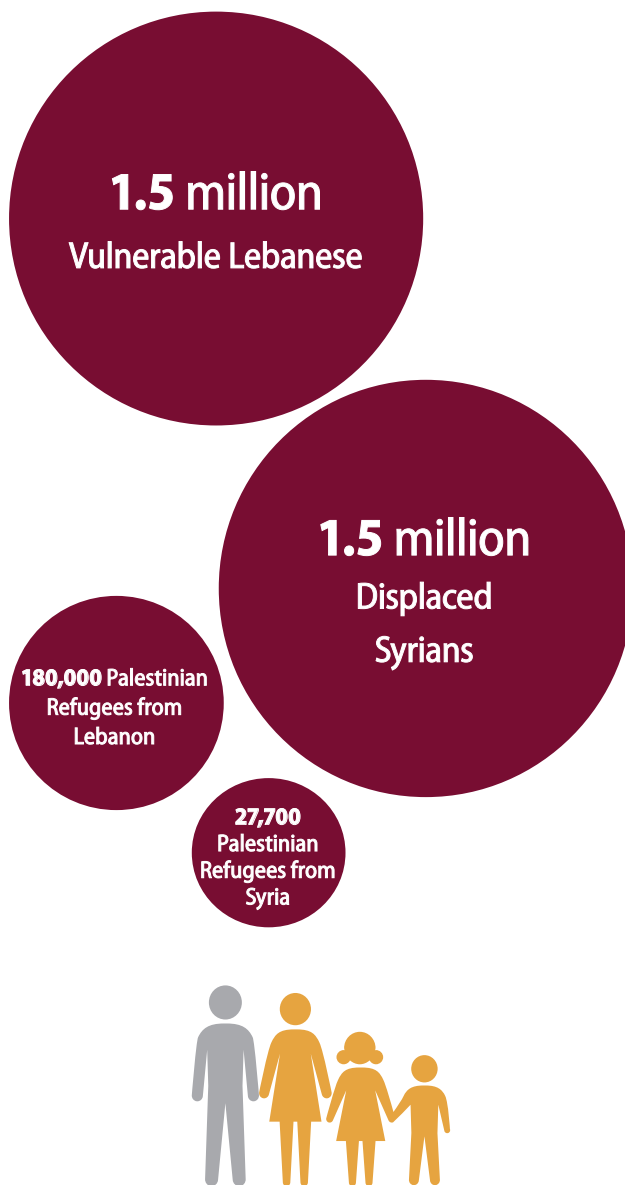 1.5 million
Vulnerable Lebanese
1.5 million
Displaced
Syrians
180,000 Palestinian
Refugees from
Lebanon
27,700
Palestinian
Refugees from
Syria